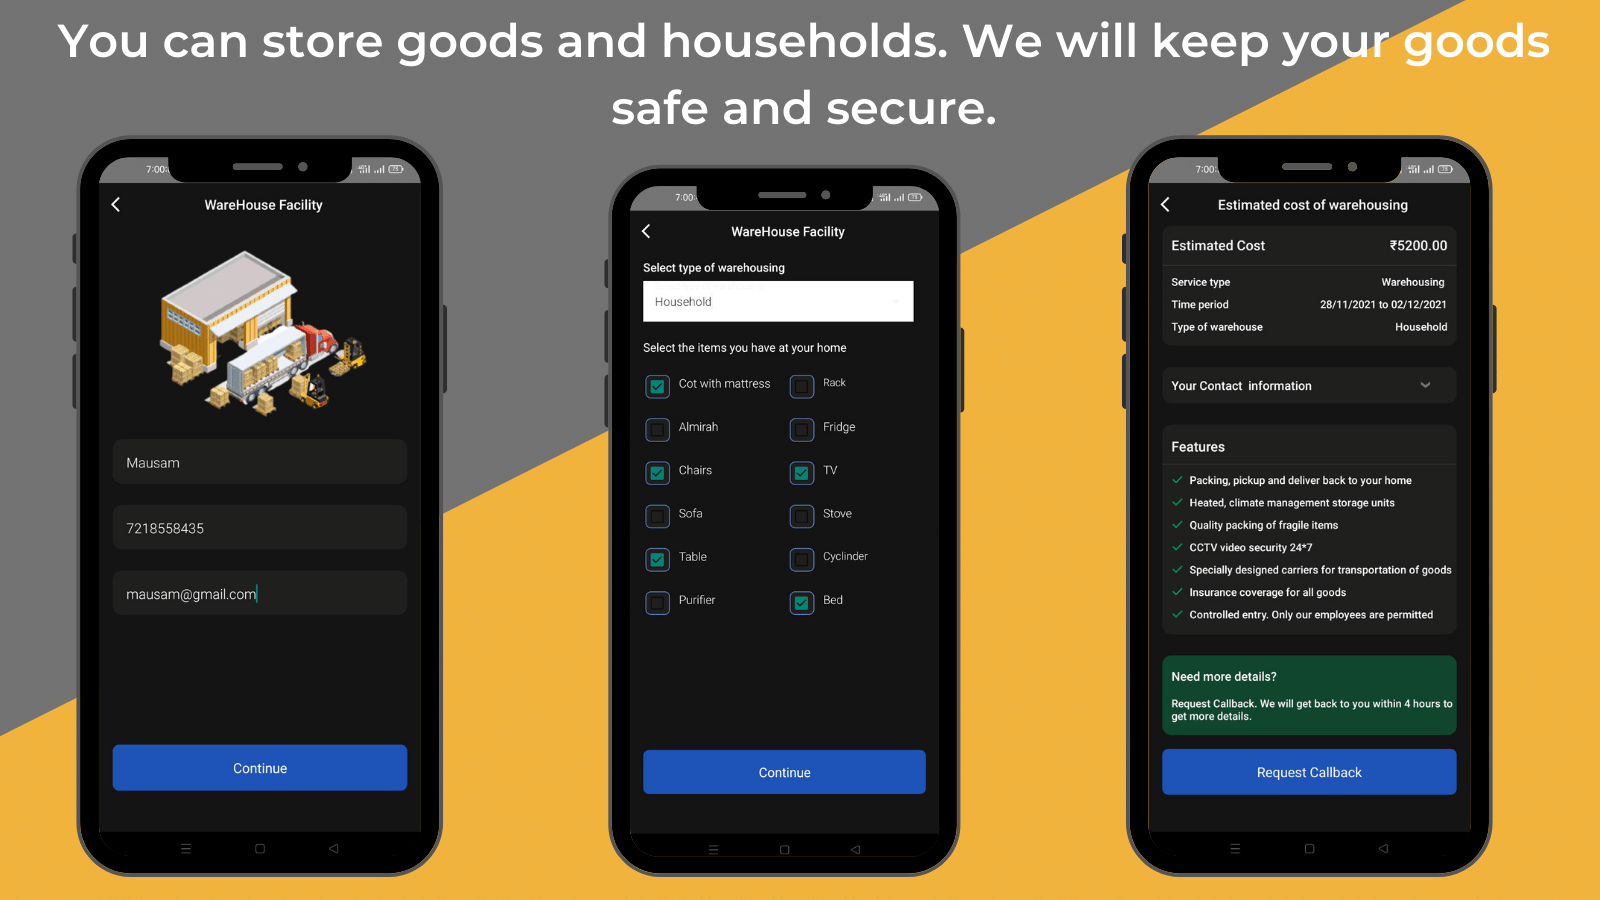 You can store goods and households. We will keep your goods
safe and secure.
7:00
WareHouse Facility
Mausam
7218558435
mausam@gmail.com
Continue
7:00
WareHouse Facility
Select type of warehousing
Household
Select the items you have at your home
Cot with mattress Rack
Almirah Fridge
Chairs TV
Sofa Stove
Table Cyclinder
Purifier Bed
Continue
7:00
Estimated cost of warehousing
Estimated Cost ₹5200.00
Service type Warehousing
Time period 28/11/2021 to 02/12/2021
Type of warehouse Household
Your Contact information
Features
Packing, pickup and deliver back to your home
Heated, climate management storage units
Quality packing of fragile items
CCTV video security 24*7
Specially designed carriers for transportation of goods
Insurance coverage for all goods
Controlled entry. Only our employees are permitted
Need more details?
Request Callback. We will get back to you within 4 hours to
get more details.
Request Callback